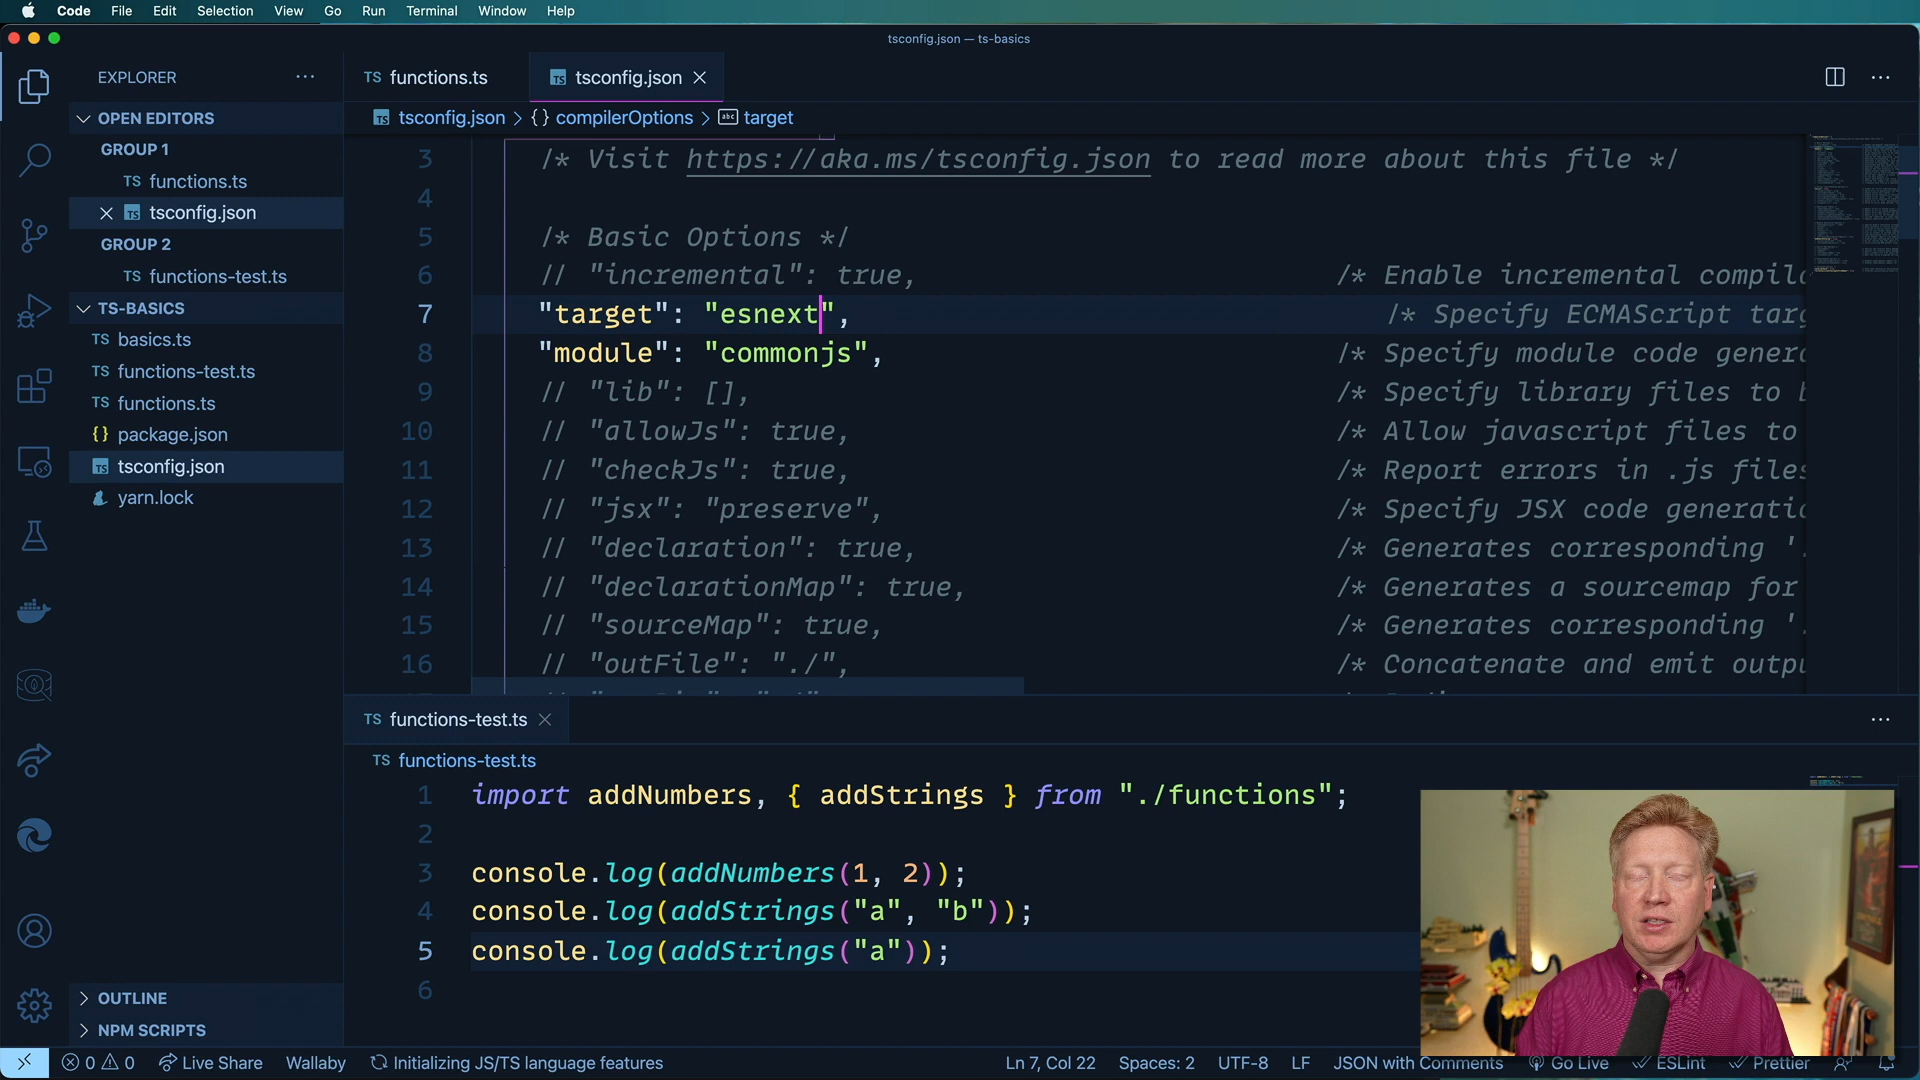 Code File Edit Selection View Go Run Terminal Window Help
tsconfig.json — ts-basics
EXPLORER
OPEN EDITORS
GROUP 1
TS functions.ts
TS tsconfig.json
GROUP 2
TS functions-test.ts
TS-BASICS
TS basics.ts
TS functions-test.ts
TS functions.ts
{} package.json
TS tsconfig.json
yarn.lock
OUTLINE
NPM SCRIPTS
TS functions.ts
TS tsconfig.json
TS tsconfig.json > {} compilerOptions > abc target
3 /* Visit https://aka.ms/tsconfig.json to read more about this file */
4
5 /* Basic Options */
6 // "incremental": true, /* Enable incremental compila
7 "target": "esnext", /* Specify ECMAScript targ
8 "module": "commonjs", /* Specify module code genera
9 // "lib": [], /* Specify library files to b
10 // "allowJs": true, /* Allow javascript files to
11 // "checkJs": true, /* Report errors in .js files
12 // "jsx": "preserve", /* Specify JSX code generatio
13 // "declaration": true, /* Generates corresponding '.
14 // "declarationMap": true, /* Generates a sourcemap for
15 // "sourceMap": true, /* Generates corresponding '.
16 // "outFile": "./", /* Concatenate and emit outpu
TS functions-test.ts
TS functions-test.ts
1 import addNumbers, { addStrings } from "./functions";
2
3 console.log(addNumbers(1, 2));
4 console.log(addStrings("a", "b"));
5 console.log(addStrings("a"));
6
0 0 Live Share Wallaby Initializing JS/TS language features Ln 7, Col 22 Spaces: 2 UTF-8 LF JSON with Comments Go Live ESLint Prettier